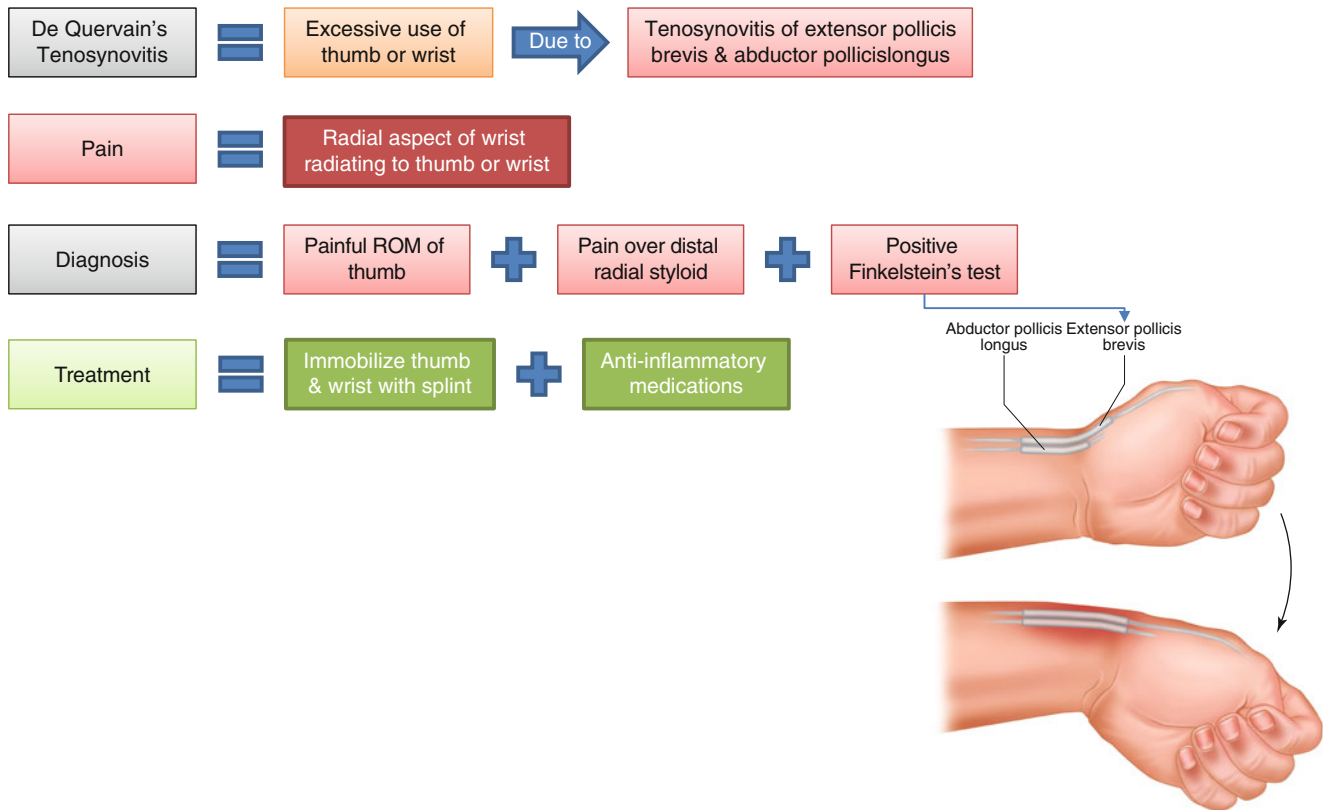 De Quervain's
Tenosynovitis
Excessive use of
thumb or wrist
Due to
Tenosynovitis of extensor pollicis
brevis & abductor pollicislongus
Pain
Radial aspect of wrist
radiating to thumb or wrist
Diagnosis
Painful ROM of
thumb
Pain over distal
radial styloid
Positive
Finkelstein's test
Treatment
Immobilize thumb
& wrist with splint
Anti-inflammatory
medications
Abductor pollicis
longus
Extensor pollicis
brevis